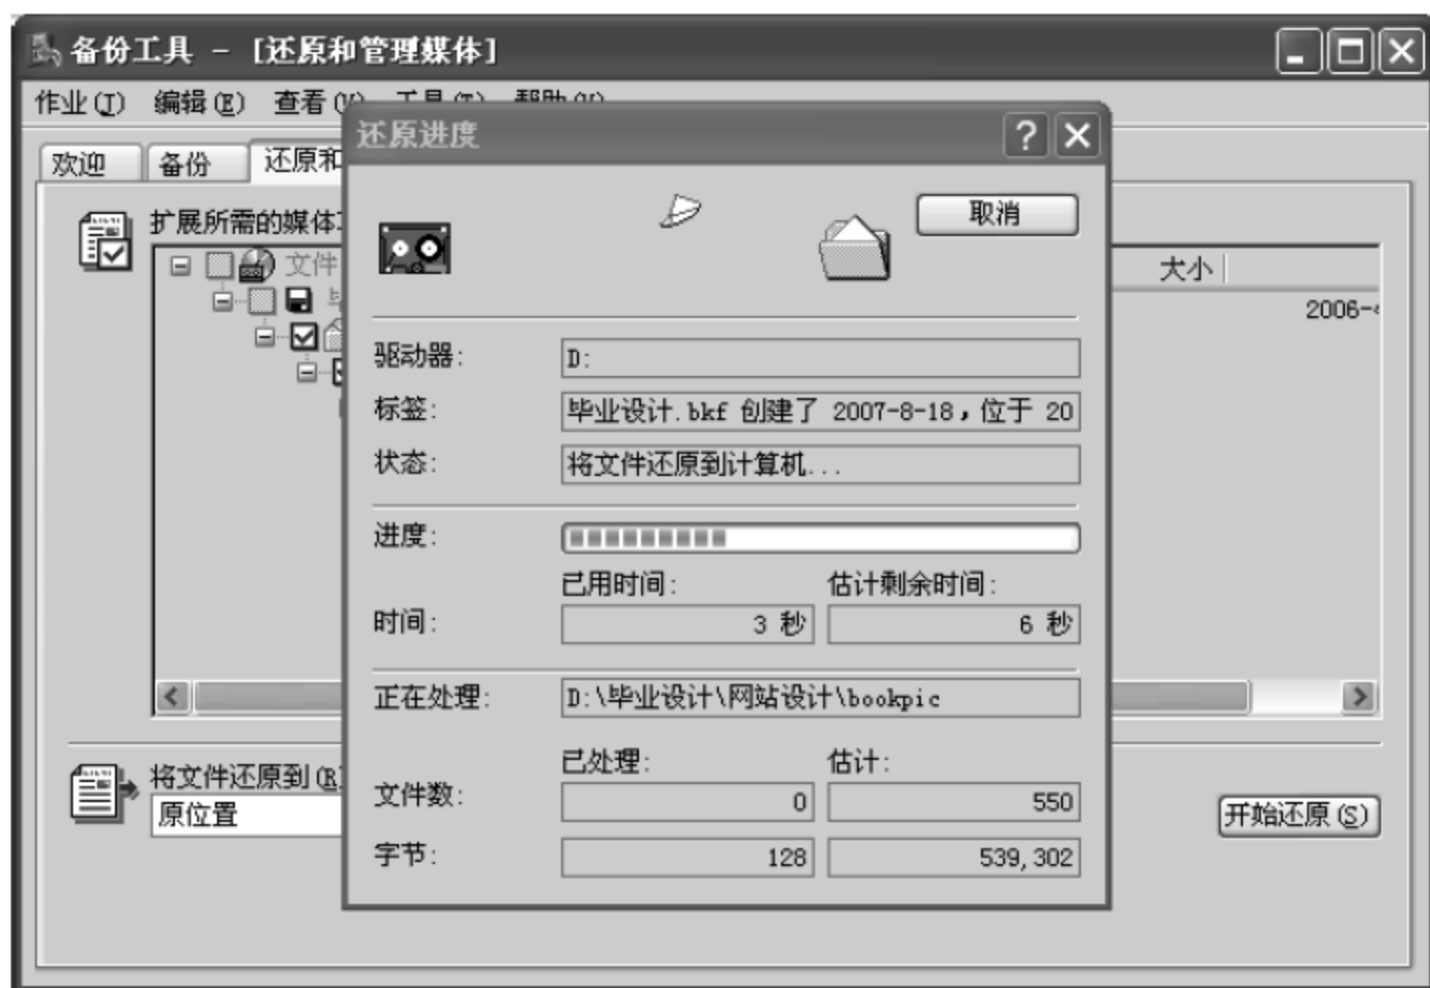 备份工具 - [还原和管理媒体]
作业(J) 编辑(E) 查看(V) 工具(T) 帮助(H)
还原进度
欢迎 备份 还原和
扩展所需的媒体
取消
文件
大小
2006-
驱动器: D:
标签: 毕业设计.bkf 创建了 2007-8-18，位于 20
状态: 将文件还原到计算机...
进度:
已用时间: 估计剩余时间:
时间: 3 秒 6 秒
正在处理: D:\毕业设计\网站设计\bookpic
已处理: 估计:
将文件还原到(R)
文件数: 0 550
原位置
开始还原(S)
字节: 128 539,302